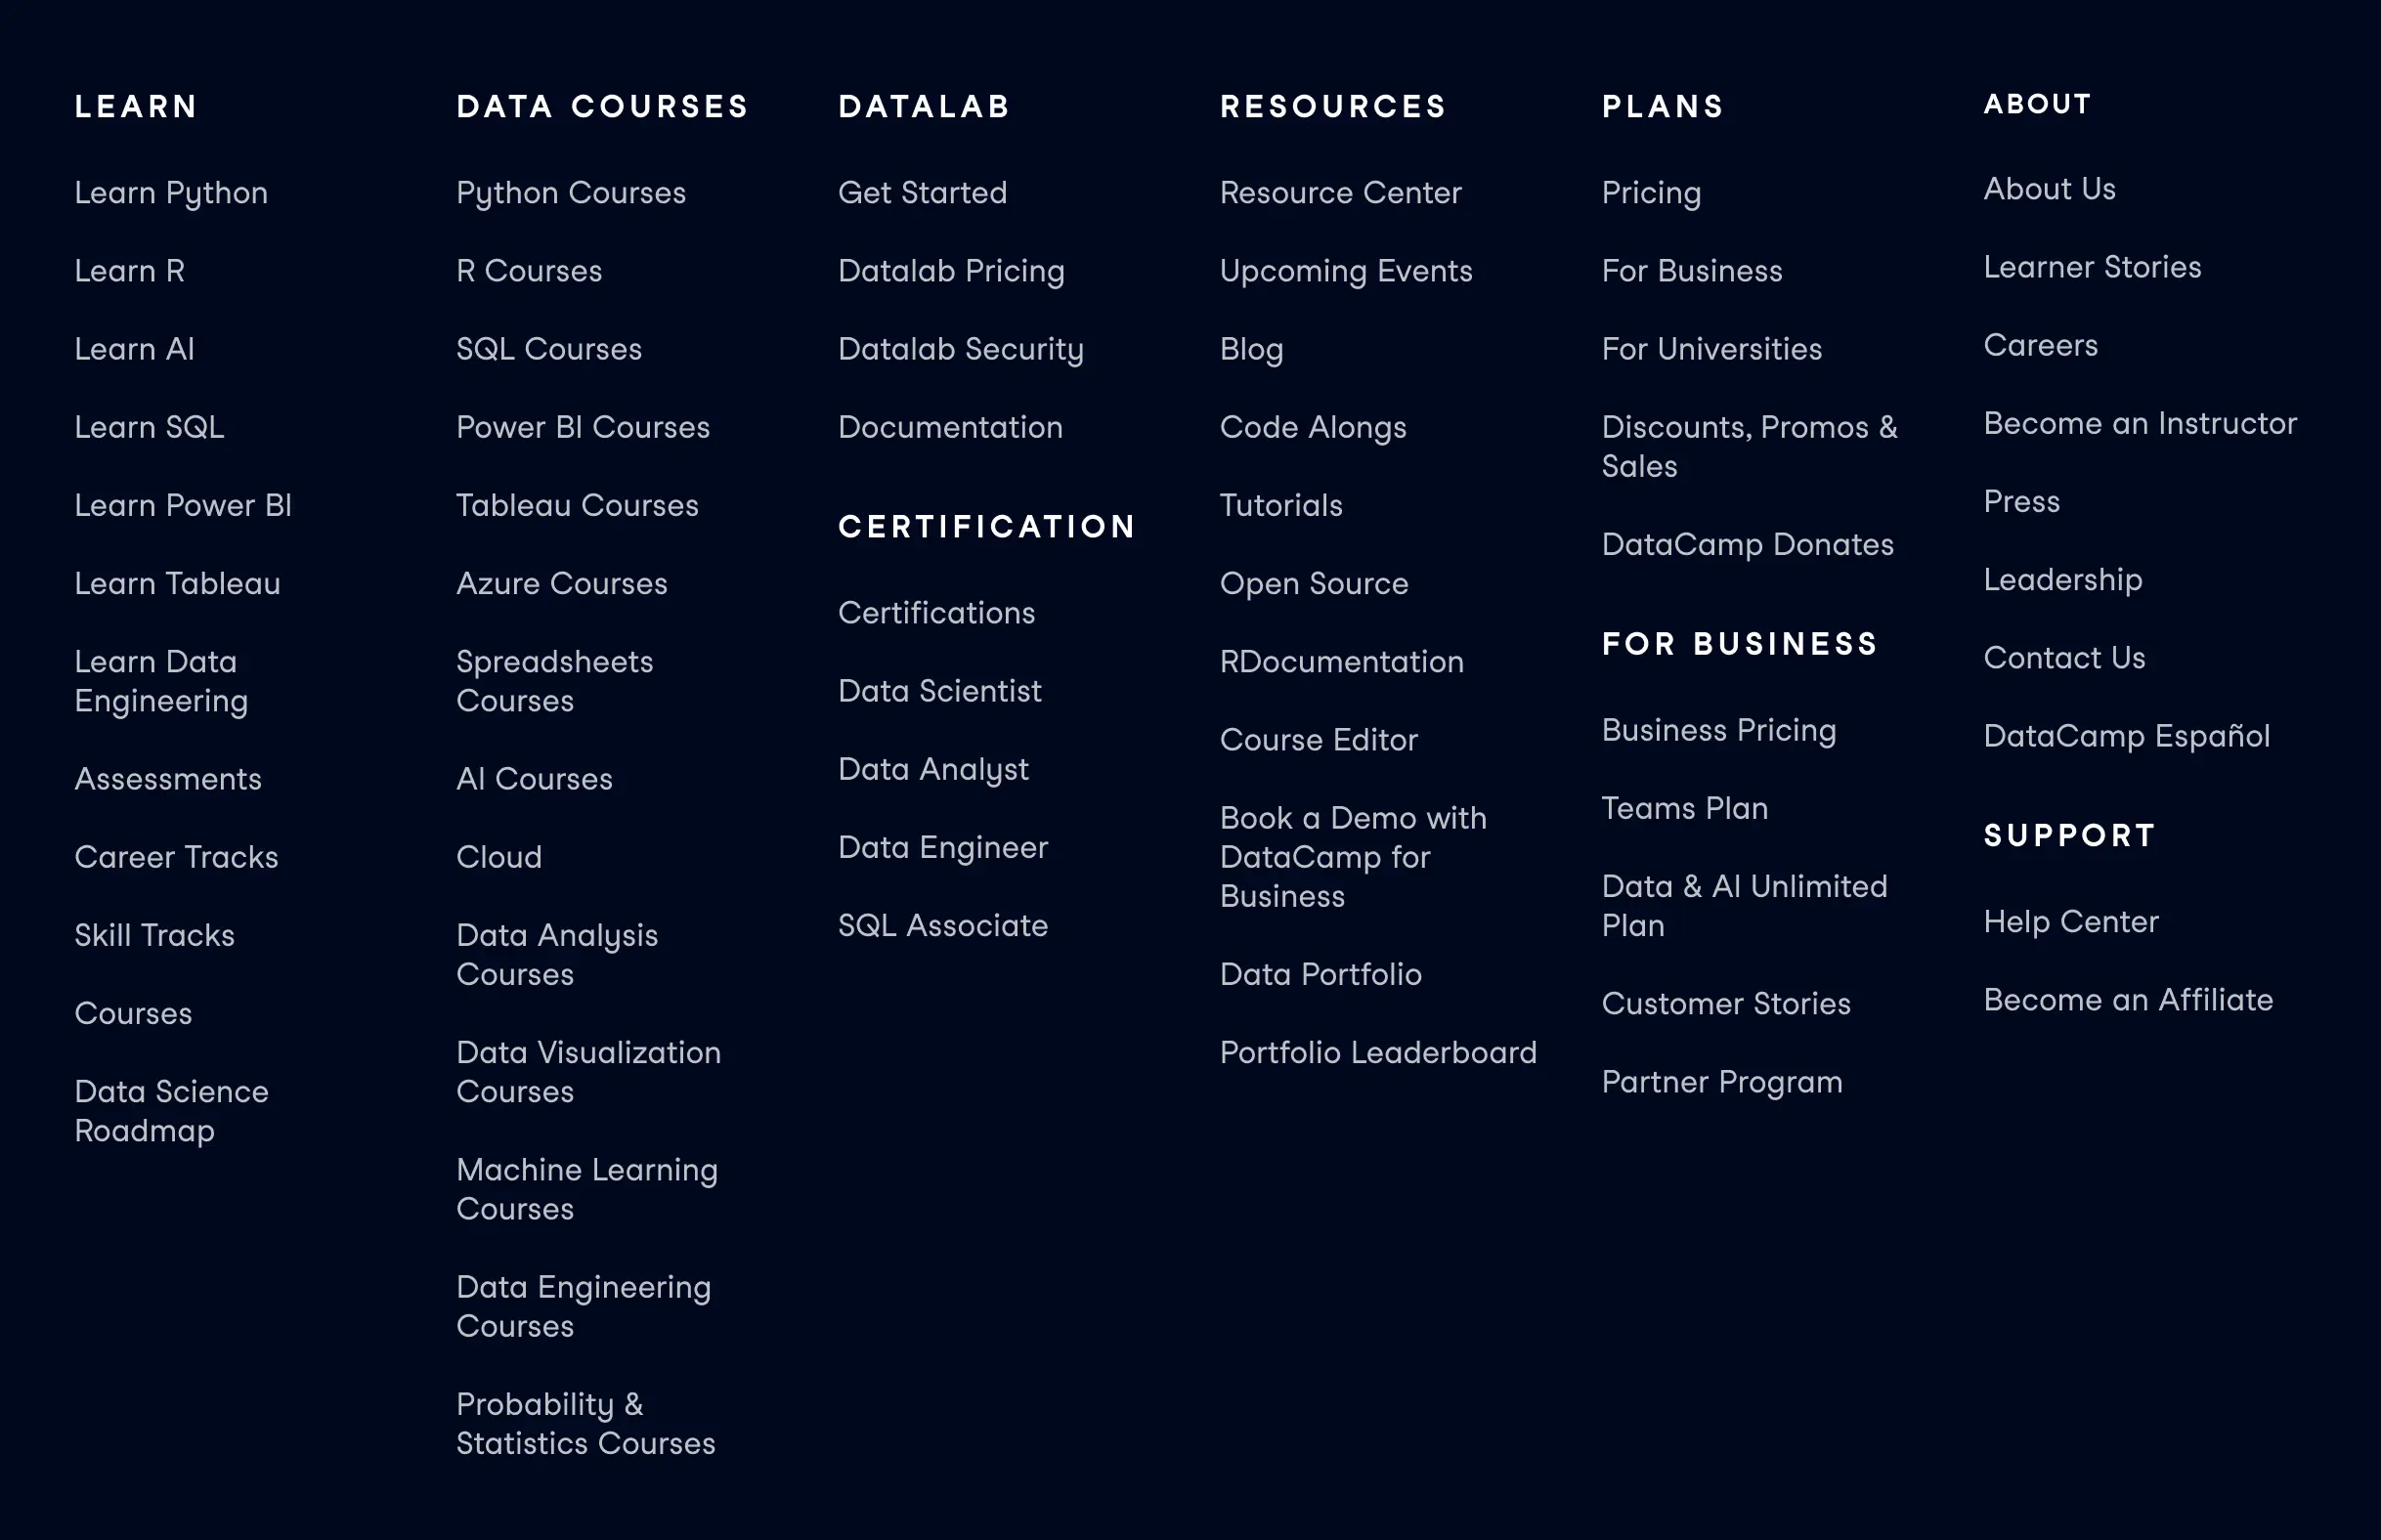 LEARN
Learn Python
Learn R
Learn AI
Learn SQL
Learn Power BI
Learn Tableau
Learn Data
Engineering
Assessments
Career Tracks
Skill Tracks
Courses
Data Science
Roadmap
DATA COURSES
Python Courses
R Courses
SQL Courses
Power BI Courses
Tableau Courses
Azure Courses
Spreadsheets
Courses
AI Courses
Cloud
Data Analysis
Courses
Data Visualization
Courses
Machine Learning
Courses
Data Engineering
Courses
Probability &
Statistics Courses
DATALAB
Get Started
Datalab Pricing
Datalab Security
Documentation
CERTIFICATION
Certifications
Data Scientist
Data Analyst
Data Engineer
SQL Associate
RESOURCES
Resource Center
Upcoming Events
Blog
Code Alongs
Tutorials
Open Source
RDocumentation
Course Editor
Book a Demo with
DataCamp for
Business
Data Portfolio
Portfolio Leaderboard
PLANS
Pricing
For Business
For Universities
Discounts, Promos &
Sales
DataCamp Donates
FOR BUSINESS
Business Pricing
Teams Plan
Data & AI Unlimited
Plan
Customer Stories
Partner Program
ABOUT
About Us
Learner Stories
Careers
Become an Instructor
Press
Leadership
Contact Us
DataCamp Español
SUPPORT
Help Center
Become an Affiliate